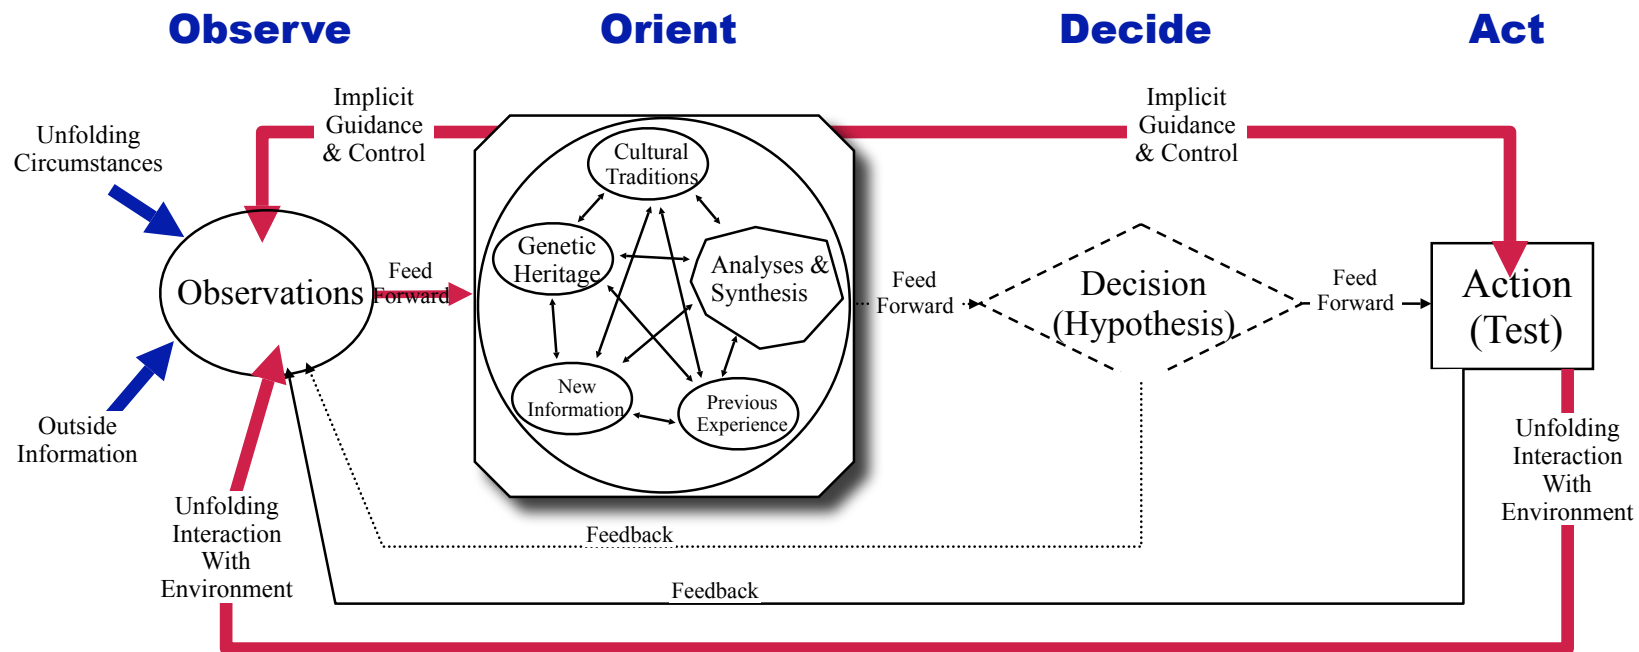 Observe
Orient
Decide
Act
Implicit
Guidance
& Control
Implicit
Guidance
& Control
Unfolding
Circumstances
Cultural
Traditions
Genetic
Heritage
Analyses &
Synthesis
New
Information
Previous
Experience
Observations
Feed
Forward
Feed
Forward
Decision
(Hypothesis)
Feed
Forward
Action
(Test)
Outside
Information
Unfolding
Interaction
With
Environment
Unfolding
Interaction
With
Environment
Feedback
Feedback